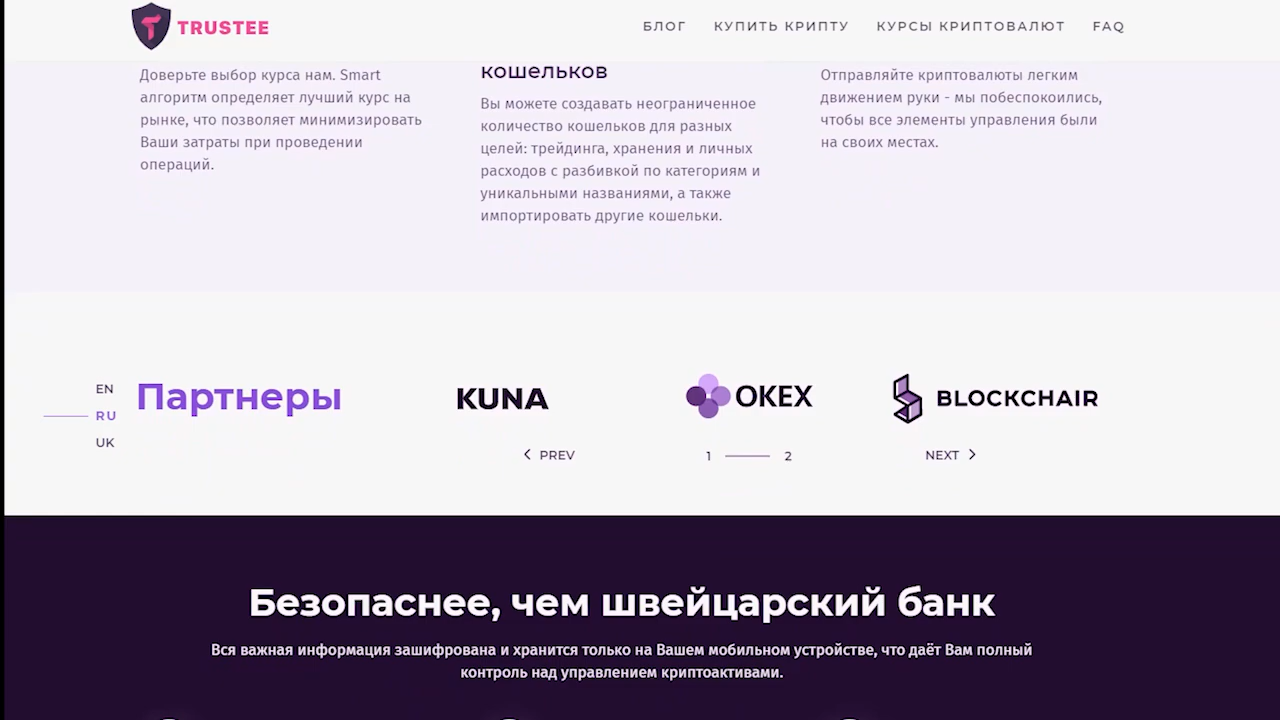 TRUSTEE
БЛОГ
КУПИТЬ КРИПТУ
КУРСЫ КРИПТОВАЛЮТ
FAQ
Доверьте выбор курса нам. Smart
алгоритм определяет лучший курс на
рынке, что позволяет минимизировать
Ваши затраты при проведении
операций.
кошельков
Вы можете создавать неограниченное
количество кошельков для разных
целей: трейдинга, хранения и личных
расходов с разбивкой по категориям и
уникальными названиями, а также
импортировать другие кошельки.
Отправляйте криптовалюты легким
движением руки - мы побеспокоились,
чтобы все элементы управления были
на своих местах.
EN
RU
UK
Партнеры
KUNA
OKEX
BLOCKCHAIR
PREV
1
2
NEXT
Безопаснее, чем швейцарский банк
Вся важная информация зашифрована и хранится только на Вашем мобильном устройстве, что даёт Вам полный
контроль над управлением криптоактивами.